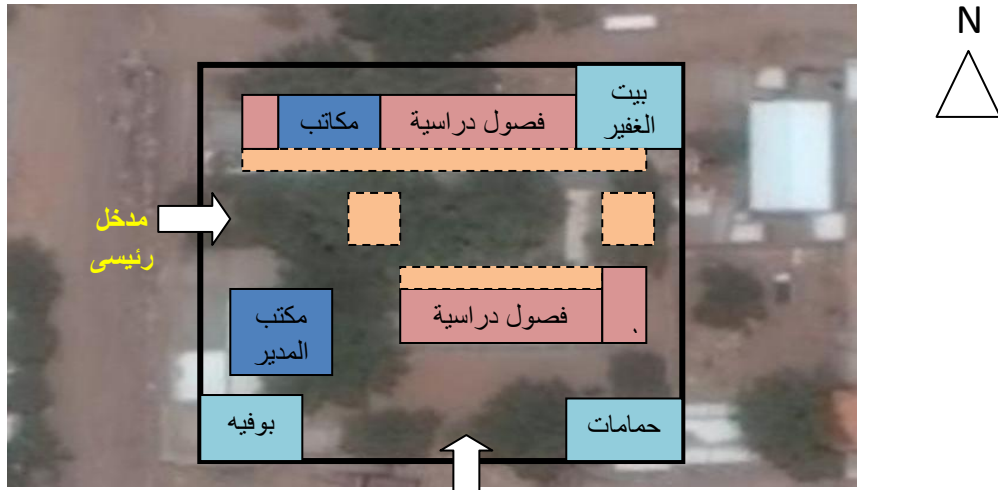 N
بيت
الغفير
مكاتب
فصول دراسية
مدخل
رئيسى
مكتب
المدير
فصول دراسية
بوفيه
حمامات